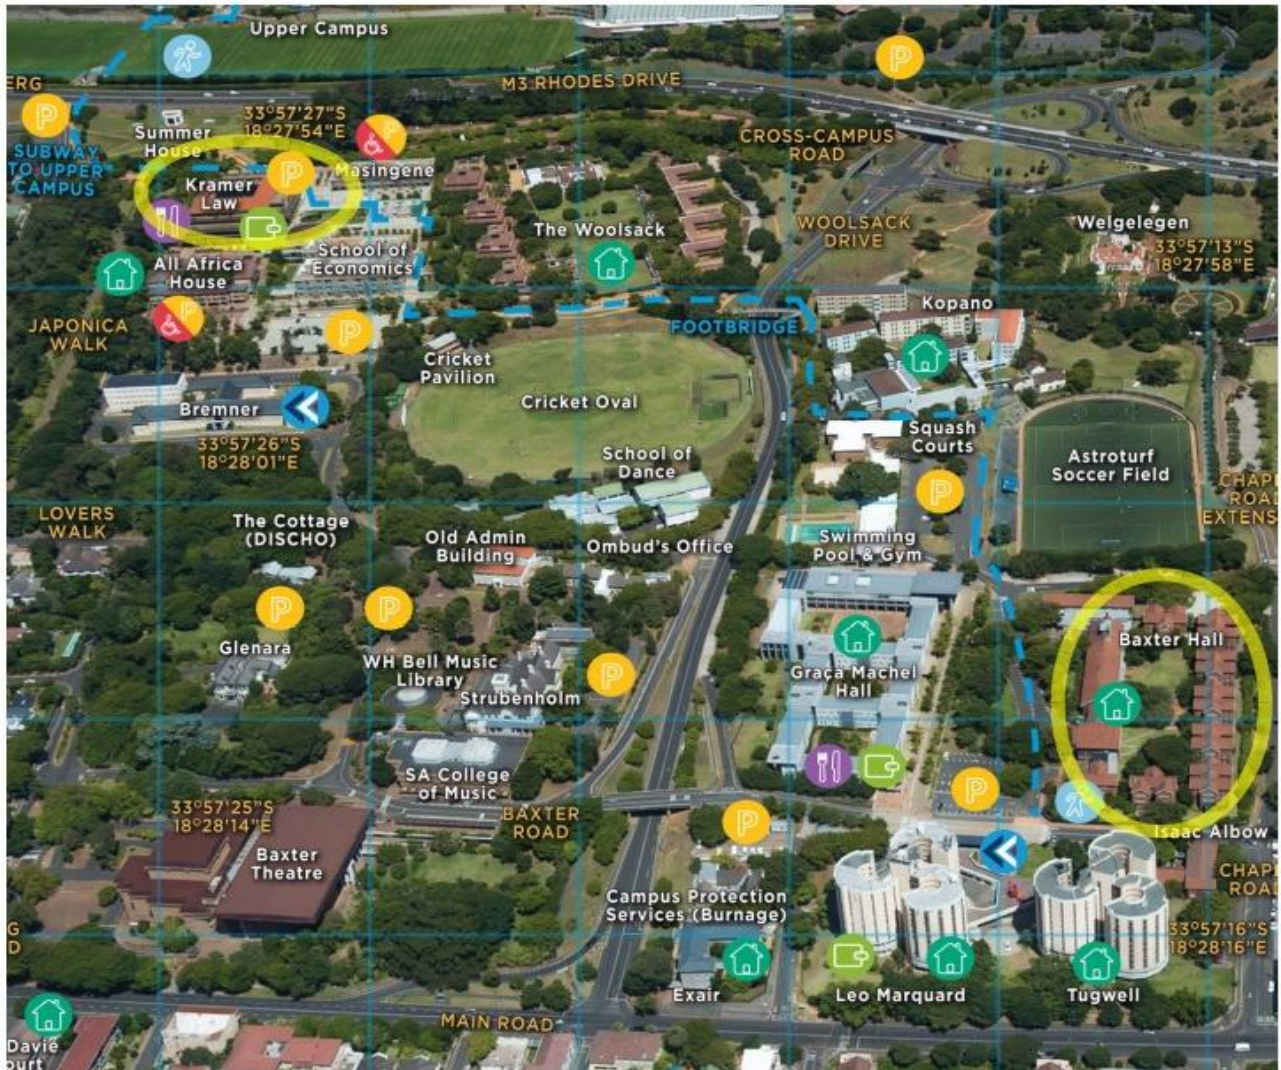 Upper Campus
ERG
M3 RHODES DRIVE
P
P
33°57'27"S
18°27'54"E
Summer
House
P
CROSS-CAMPUS
ROAD
SUBWAY
TO UPPER
CAMPUS
Masingene
P
Kramer
Law
The Woolsack
WOOLSACK
DRIVE
Welgelegen
33°57'13"S
18°27'58"E
School of
Economics
All Africa
House
P
P
JAPONICA
WALK
FOOTBRIDGE
Kopano
Cricket
Pavilion
Bremner
33°57'26"S
18°28'01"E
Cricket Oval
Squash
Courts
School of
Dance
Astroturf
Soccer Field
P
CHAP
ROA
EXTENS
LOVERS
WALK
The Cottage
(DISCHO)
Old Admin
Building
Ombud's Office
Swimming
Pool & Gym
P
P
Glenara
WH Bell Music
Library
Strubenholm
P
Graça Machel
Hall
Baxter Hall
SA College
of Music
P
33°57'25"S
18°28'14"E
BAXTER
ROAD
P
Isaac Albow
Baxter
Theatre
Campus Protection
Services (Burnage)
CHAP
ROA
33°57'16"S
18°28'16"E
G
D
Exair
Leo Marquard
Tugwell
MAIN ROAD
Davie
ourt